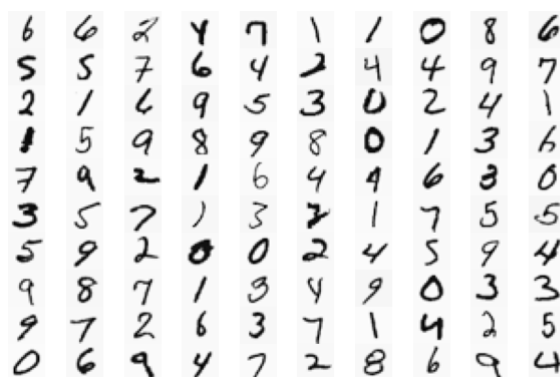 6 6 2 4 7 1 1 0 8 6
5 5 7 6 4 2 4 4 9 7
2 1 6 9 5 3 0 2 4 1
1 5 9 8 9 8 0 1 3 6
7 9 2 1 6 4 4 6 3 0
3 5 7 1 3 2 1 7 5 5
5 9 2 0 0 2 4 5 9 4
9 8 7 1 3 4 9 0 3 3
9 7 2 6 3 7 1 4 2 5
0 6 9 4 7 2 8 6 9 4